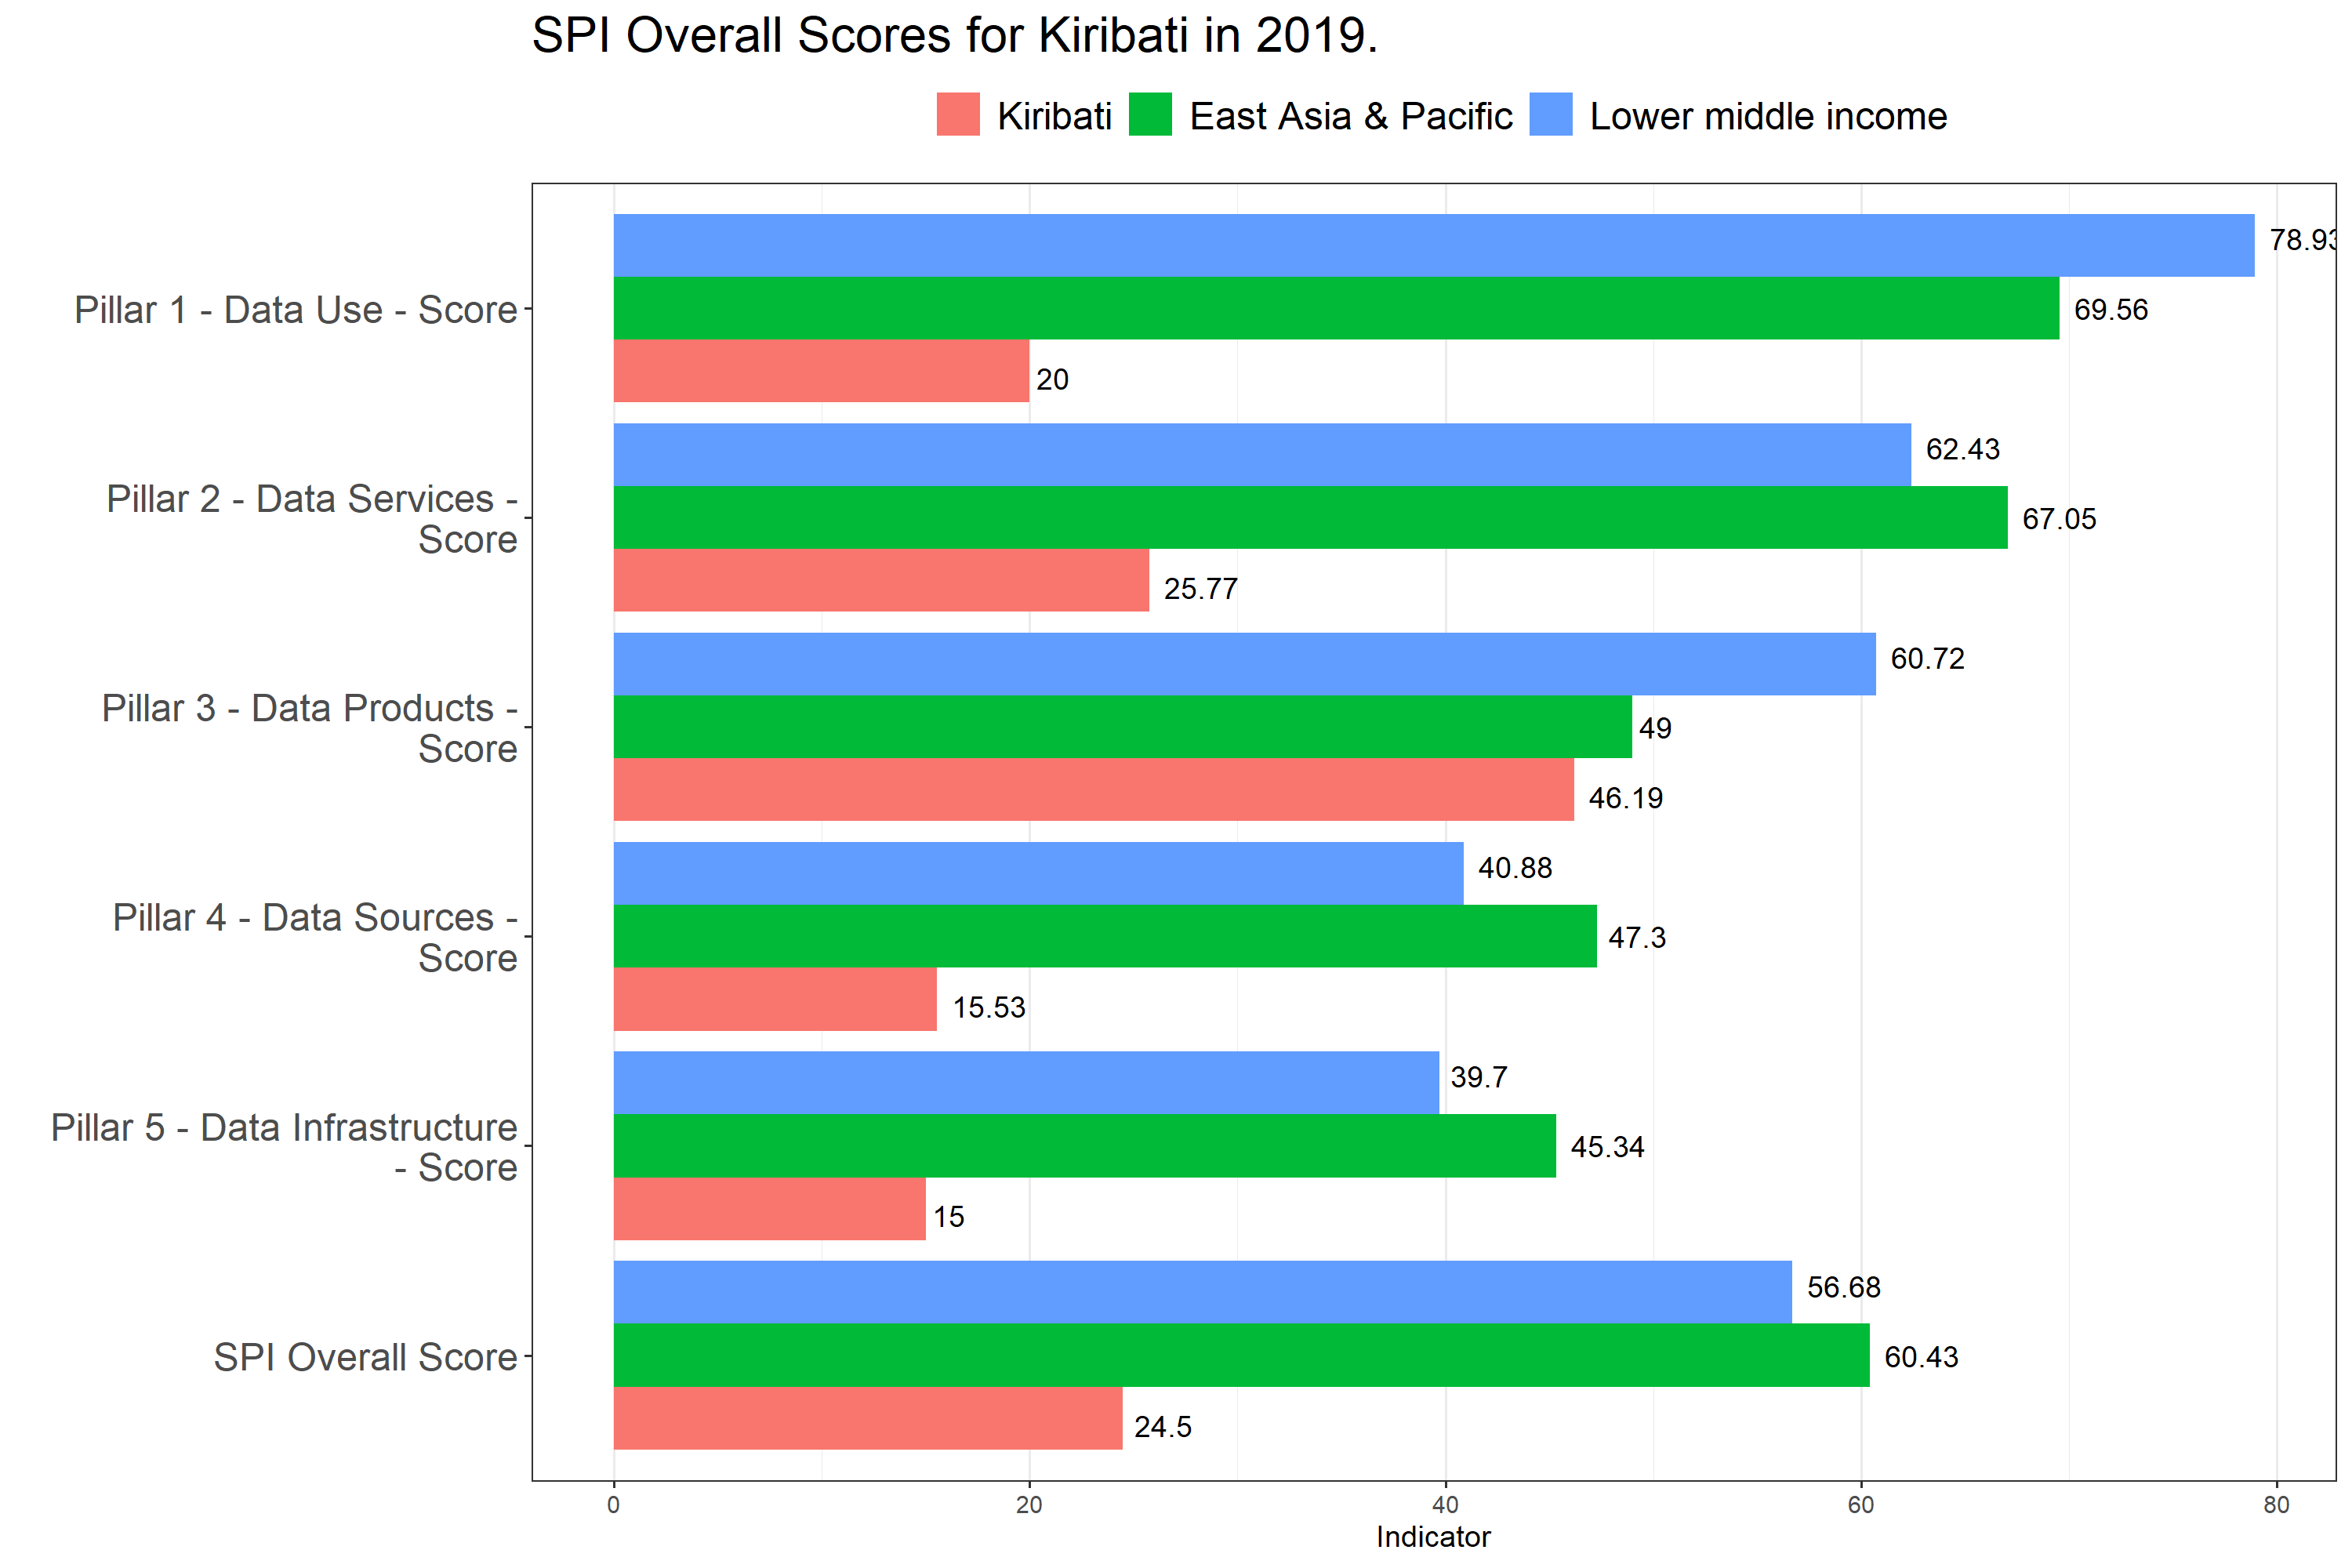 SPI Overall Scores for Kiribati in 2019.
Kiribati East Asia & Pacific Lower middle income
Pillar 1 - Data Use - Score
78.93
69.56
20
Pillar 2 - Data Services -
Score
62.43
67.05
25.77
Pillar 3 - Data Products -
Score
60.72
49
46.19
Pillar 4 - Data Sources -
Score
40.88
47.3
15.53
Pillar 5 - Data Infrastructure
- Score
39.7
45.34
15
SPI Overall Score
56.68
60.43
24.5
0 20 40 60 80
Indicator